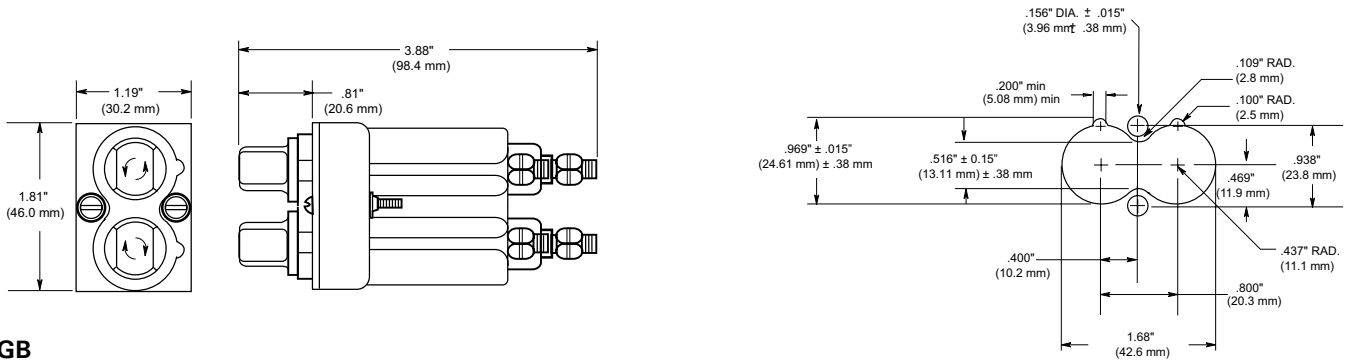 3.88"
(98.4 mm)
1.19"
(30.2 mm)
.81"
(20.6 mm)
1.81"
(46.0 mm)
.156" DIA. ± .015"
(3.96 mm± .38 mm)
.109" RAD.
(2.8 mm)
.200" min
(5.08 mm) min
.100" RAD.
(2.5 mm)
.969" ± .015"
(24.61 mm) ± .38 mm
.516" ± 0.15"
(13.11 mm) ± .38 mm
.938"
(23.8 mm)
.469"
(11.9 mm)
.437" RAD.
(11.1 mm)
.400"
(10.2 mm)
.800"
(20.3 mm)
1.68"
(42.6 mm)
GB